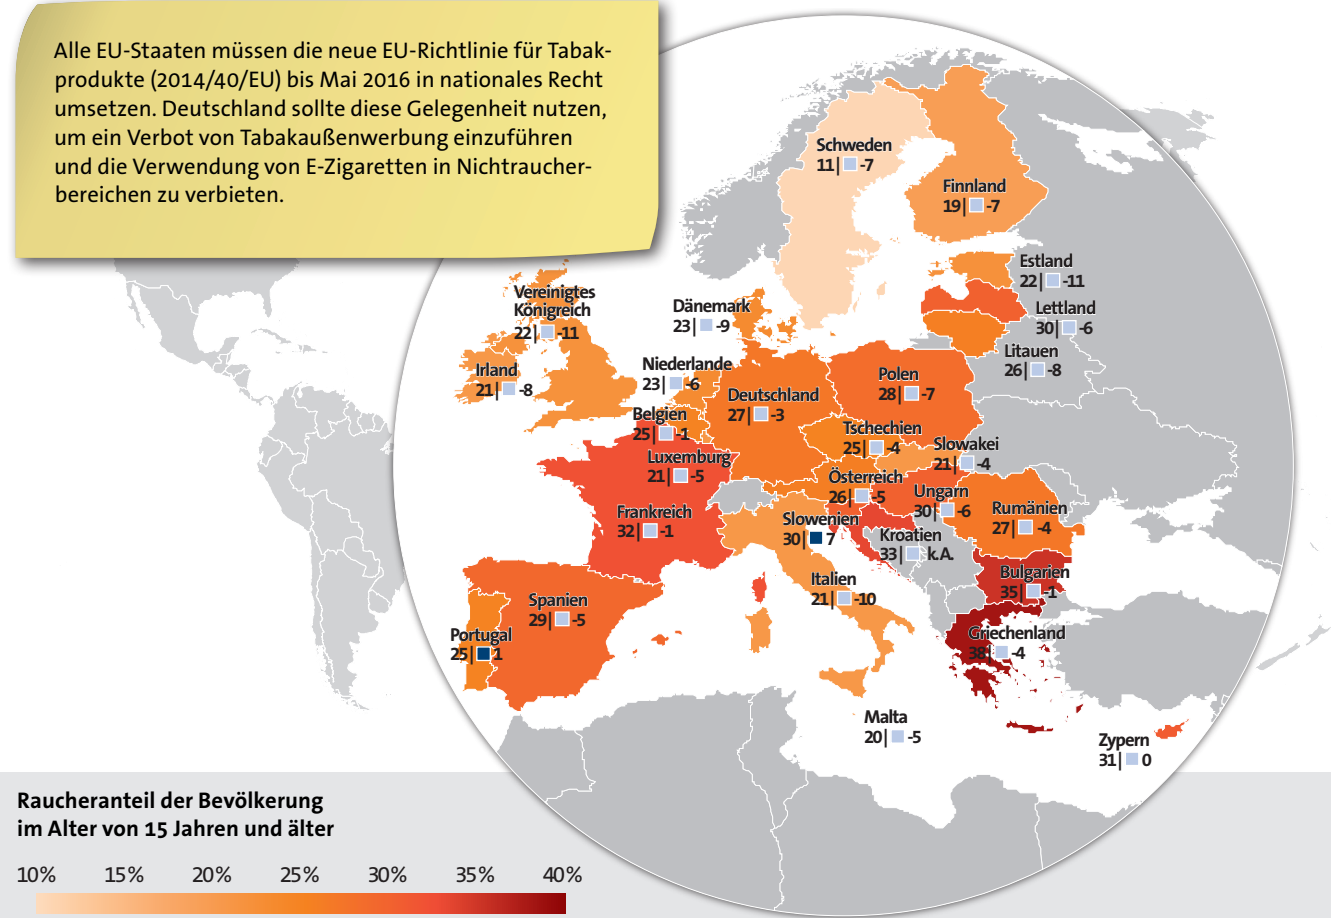 Alle EU-Staaten müssen die neue EU-Richtlinie für Tabak-
produkte (2014/40/EU) bis Mai 2016 in nationales Recht
umsetzen. Deutschland sollte diese Gelegenheit nutzen,
um ein Verbot von Tabakaußenwerbung einzuführen
und die Verwendung von E-Zigaretten in Nichtraucher-
bereichen zu verbieten.
Schweden
11| -7
Finnland
19| -7
Estland
22| -11
Lettland
30| -6
Litauen
26| -8
Vereinigtes
Königreich
22| -11
Irland
21| -8
Dänemark
23| -9
Niederlande
23| -6
Belgien
25| -1
Luxemburg
21| -5
Deutschland
27| -3
Polen
28| -7
Tschechien
25| -4
Slowakei
21| -4
Österreich
26| -5
Ungarn
30| -6
Rumänien
27| -4
Frankreich
32| -1
Slowenien
30| 7
Kroatien
33| k.A.
Italien
21| -10
Bulgarien
35| -1
Spanien
29| -5
Portugal
25| 1
Griechenland
38| -4
Malta
20| -5
Zypern
31| 0
Raucheranteil der Bevölkerung
im Alter von 15 Jahren und älter
10% 15% 20% 25% 30% 35% 40%